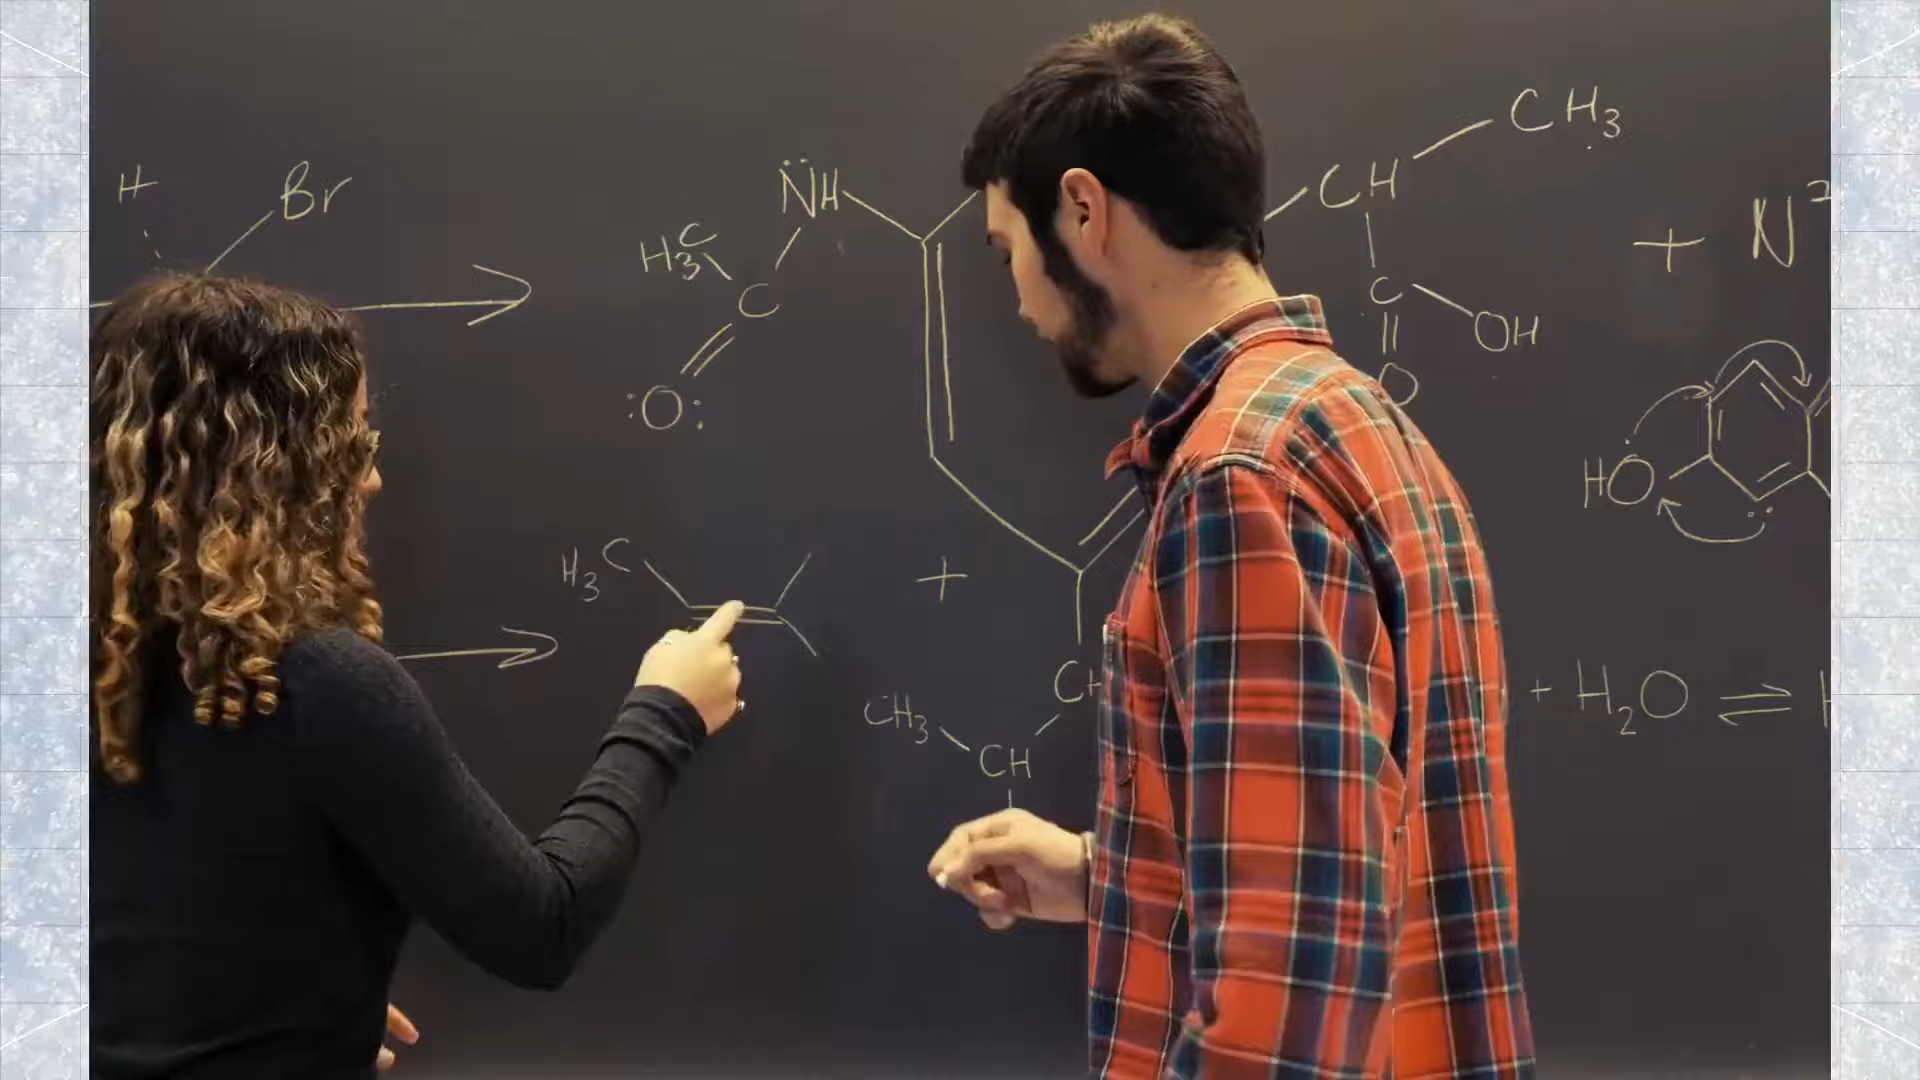 H
Br
NH
H3C
C
:O:
CH3
CH
C
OH
O
+ N
HO
H3C
+
CH3
CH
+ H2O ⇌